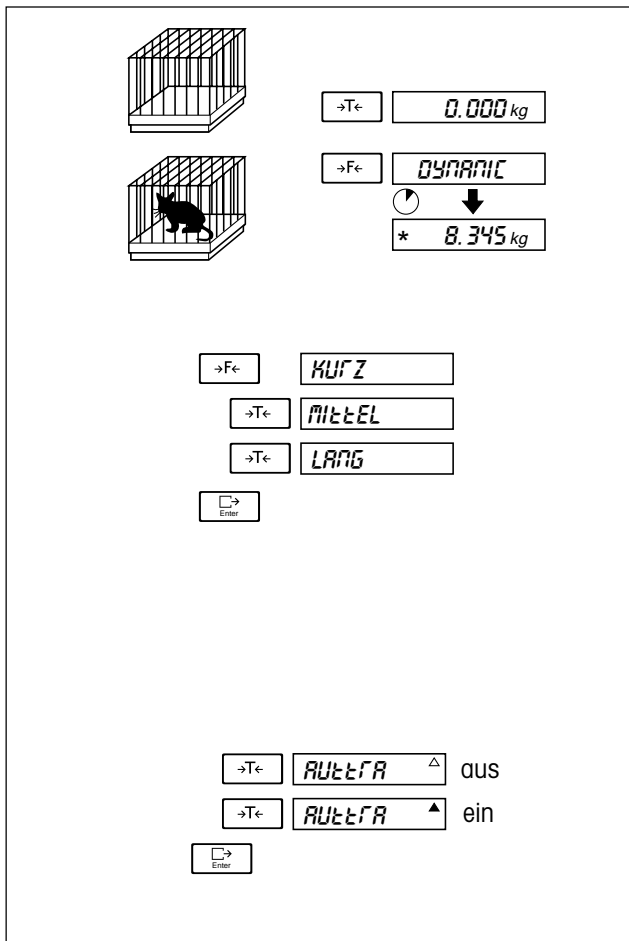 →T← 0.000 kg
→F← DYNAMIC
* 8.345 kg
→F← KUrZ
→T← MIttEL
→T← LANG
Enter
→T← AUttrA △ aus
→T← AUttrA ▲ ein
Enter